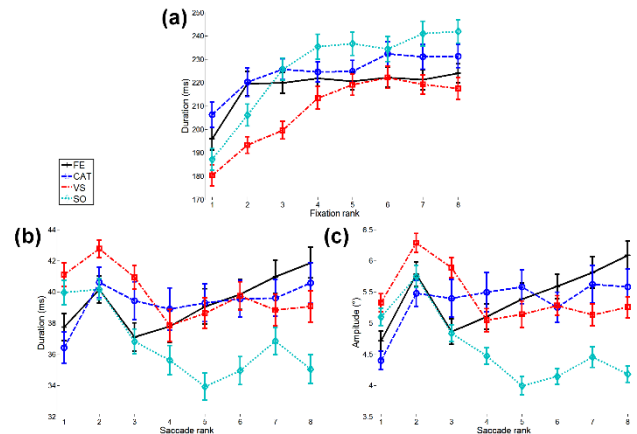 (a)
250
240
230
220
210
200
190
180
170
Duration (ms)
1 2 3 4 5 6 7 8
Fixation rank
FE
CAT
VS
SO
(b)
44
42
40
38
36
34
32
Duration (ms)
1 2 3 4 5 6 7 8
Saccade rank
(c)
6.5
6
5.5
5
4.5
4
3.5
Amplitude (°)
1 2 3 4 5 6 7 8
Saccade rank